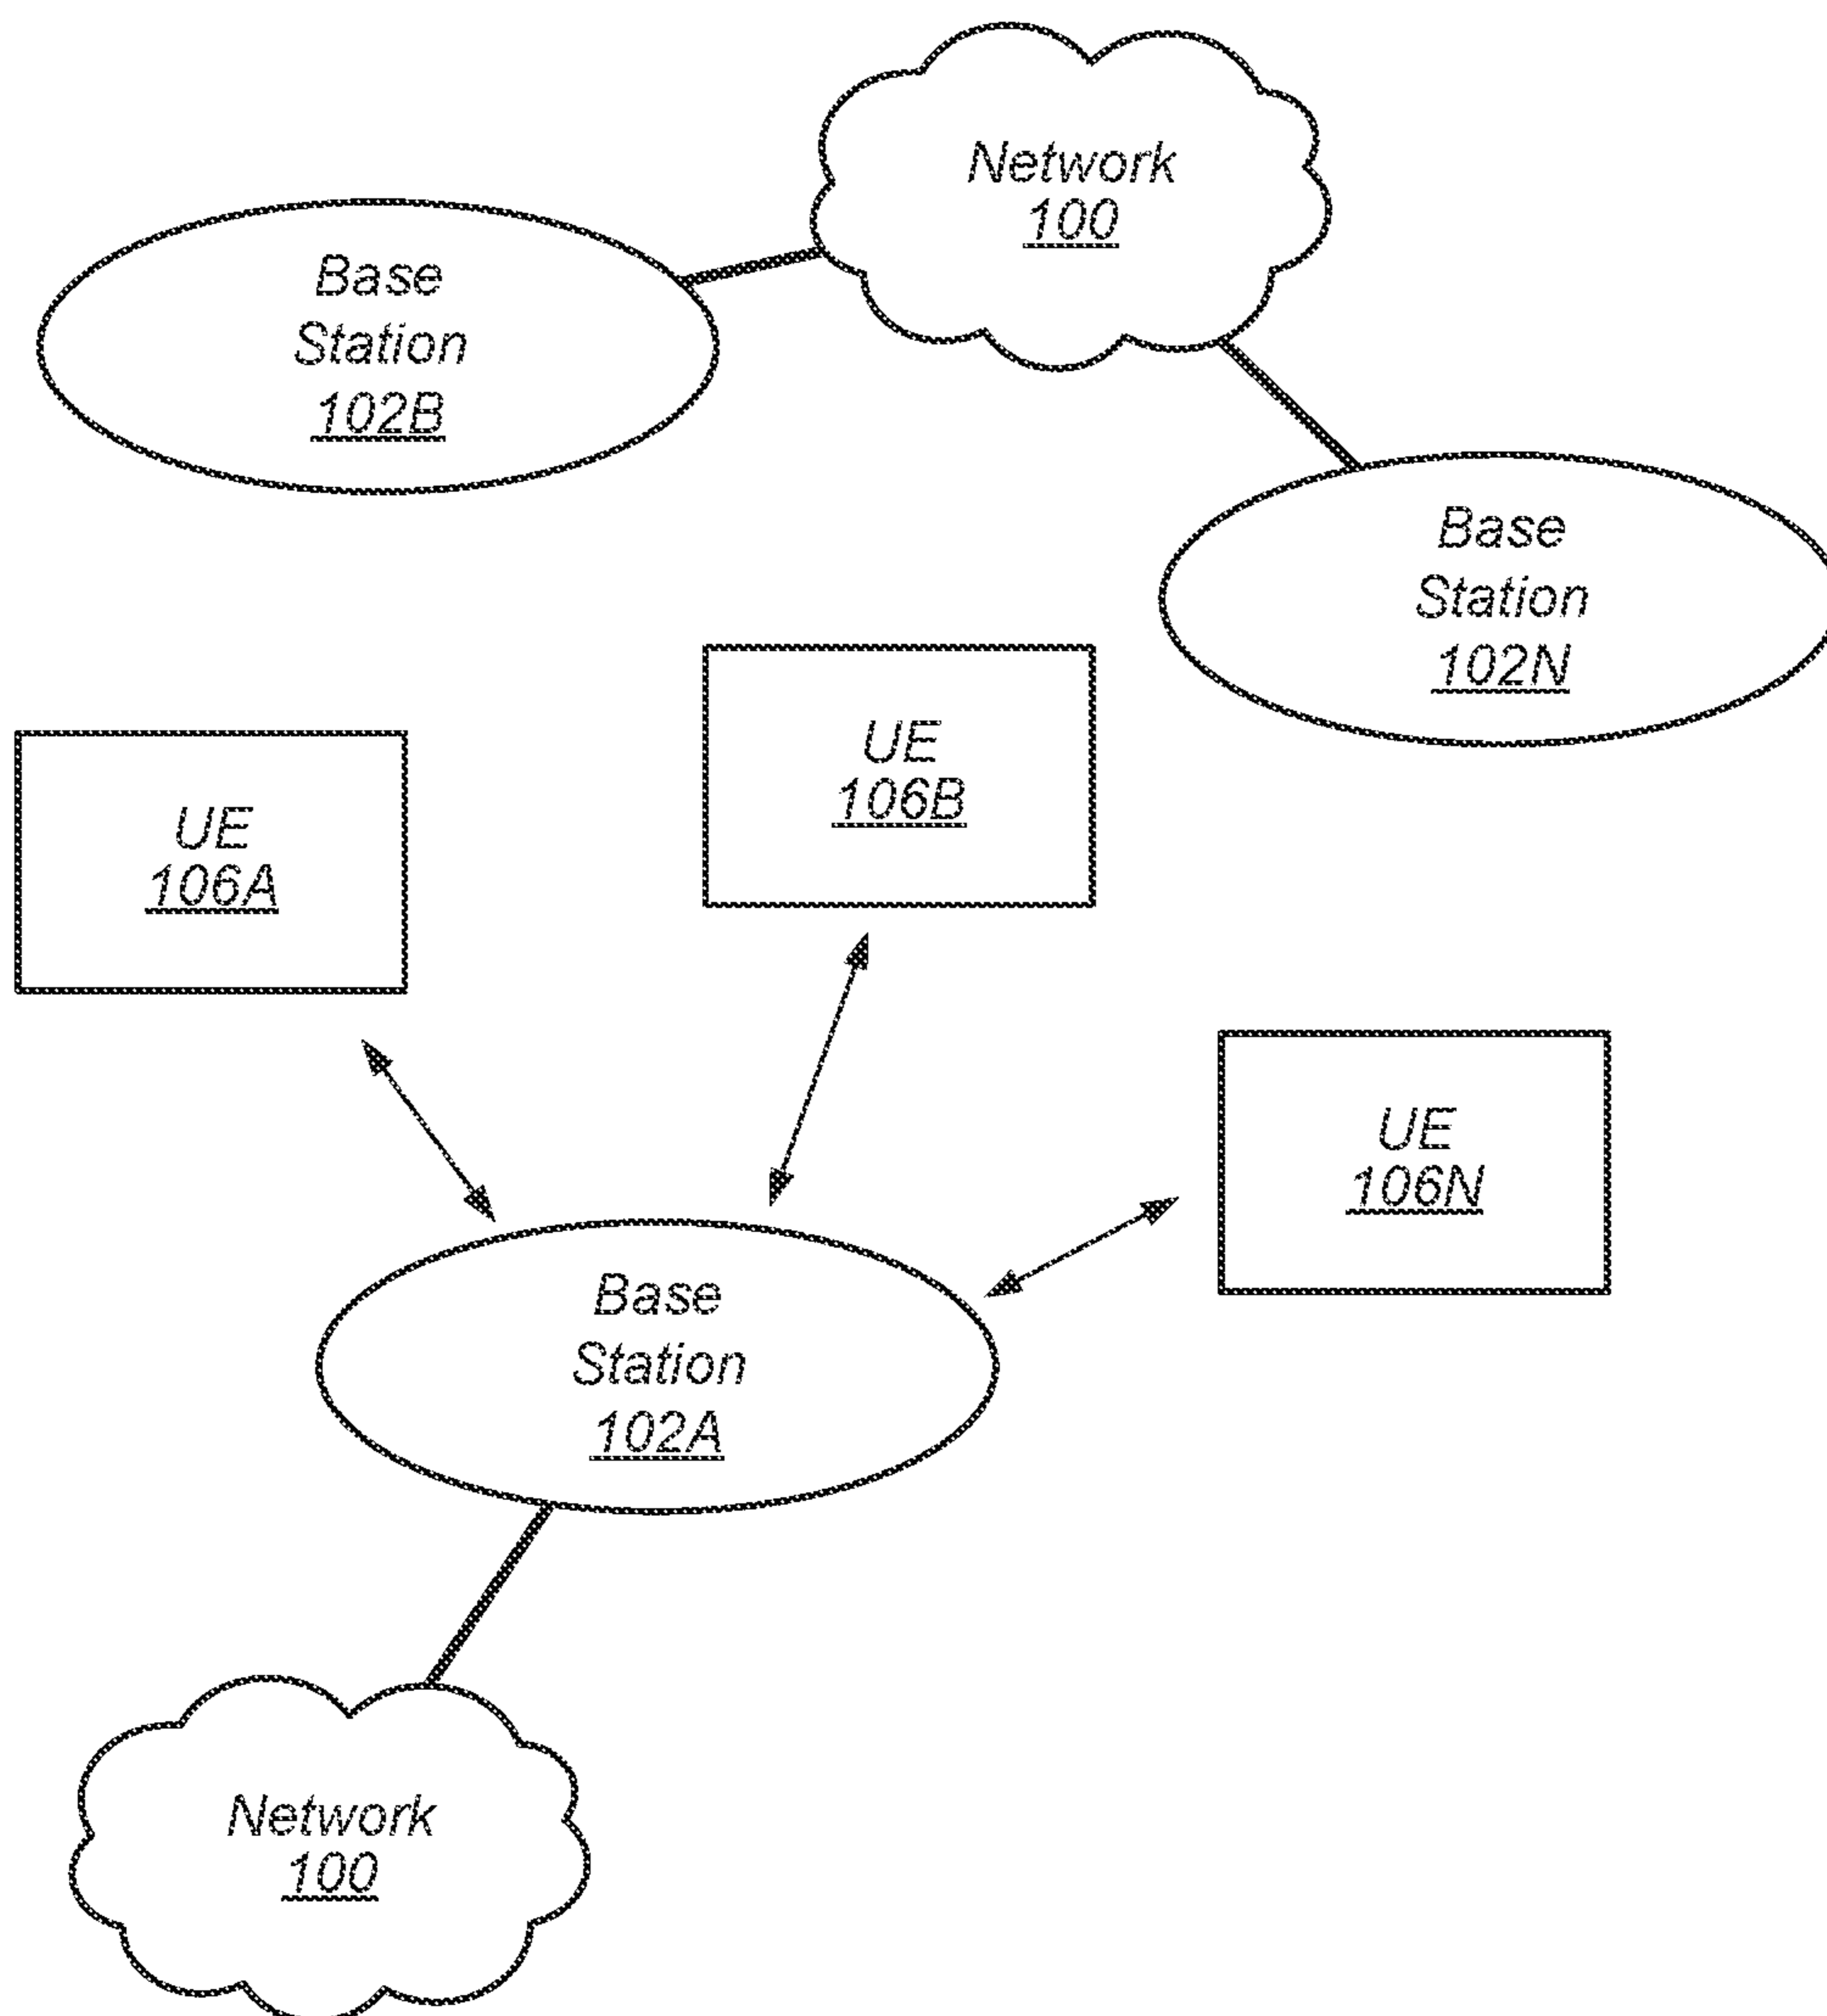 Network
100
Base
Station
102B
Base
Station
102N
UE
106B
UE
106A
UE
106N
Base
Station
102A
Network
100